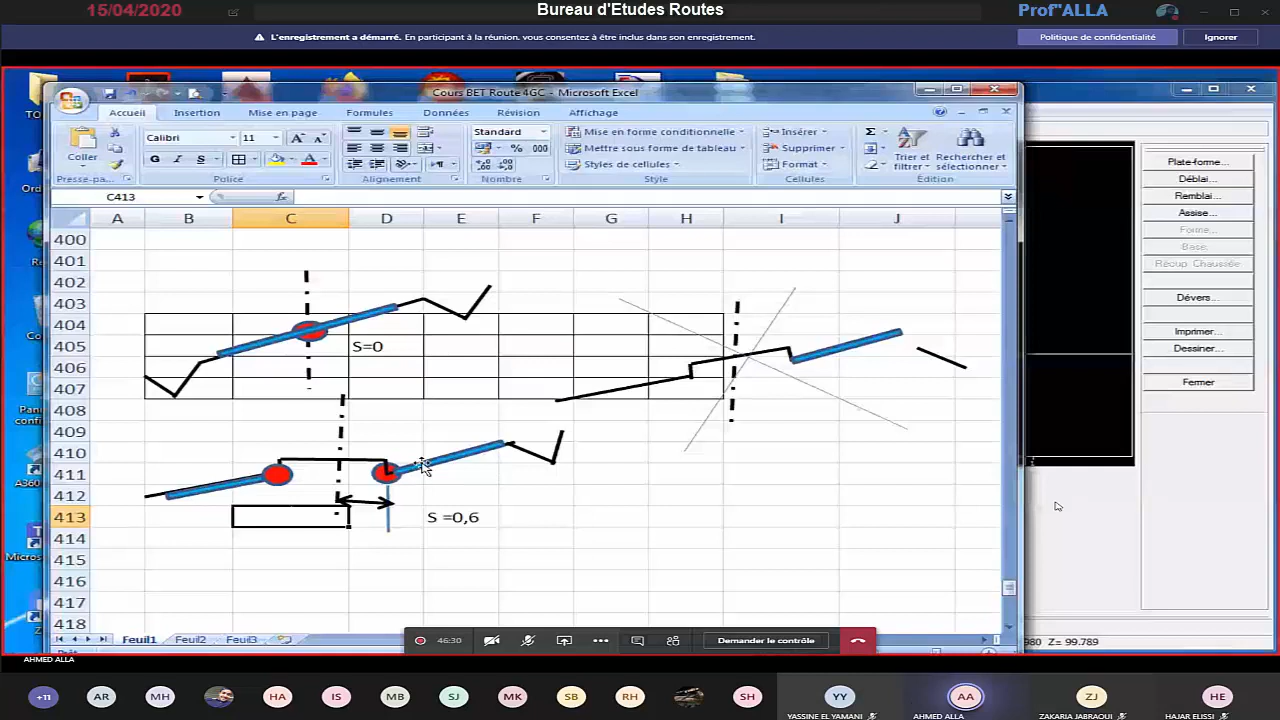 15/04/2020
Bureau d'Etudes Routes
Prof"ALLA
L'enregistrement a démarré. En participant à la réunion, vous consentez à être inclus dans son enregistrement.
Politique de confidentialité
Ignorer
Cours BET Route 4GC - Microsoft Excel
Accueil Insertion Mise en page Formules Données Révision Affichage
Calibri 11
Standard
Mise en forme conditionnelle
Insérer
Coller
G I S
% 000
Mettre sous forme de tableau
Supprimer
Trier et filtrer
Rechercher et sélectionner
Styles de cellules
Format
Presse-pa... Police Alignement Nombre Style Cellules Édition
C413
fx
A B C D E F G H I J
400
401
402
403
404
405
406
407
408
409
410
411
412
413
414
415
416
417
418
S=0
S =0,6
Feuil1 Feuil2 Feuil3
Plate-forme...
Déblai...
Remblai...
Assise...
Forme...
Base...
Récup Chaussée
Dévers...
Imprimer...
Dessiner...
Fermer
980 Z= 99.789
46:30
Demander le contrôle
AHMED ALLA
+11 AR MH HA IS MB SJ MK SB RH SH YY AA ZJ HE
YASSINE EL YAMANI
AHMED ALLA
ZAKARIA JABRAOUI
HAJAR ELISSI